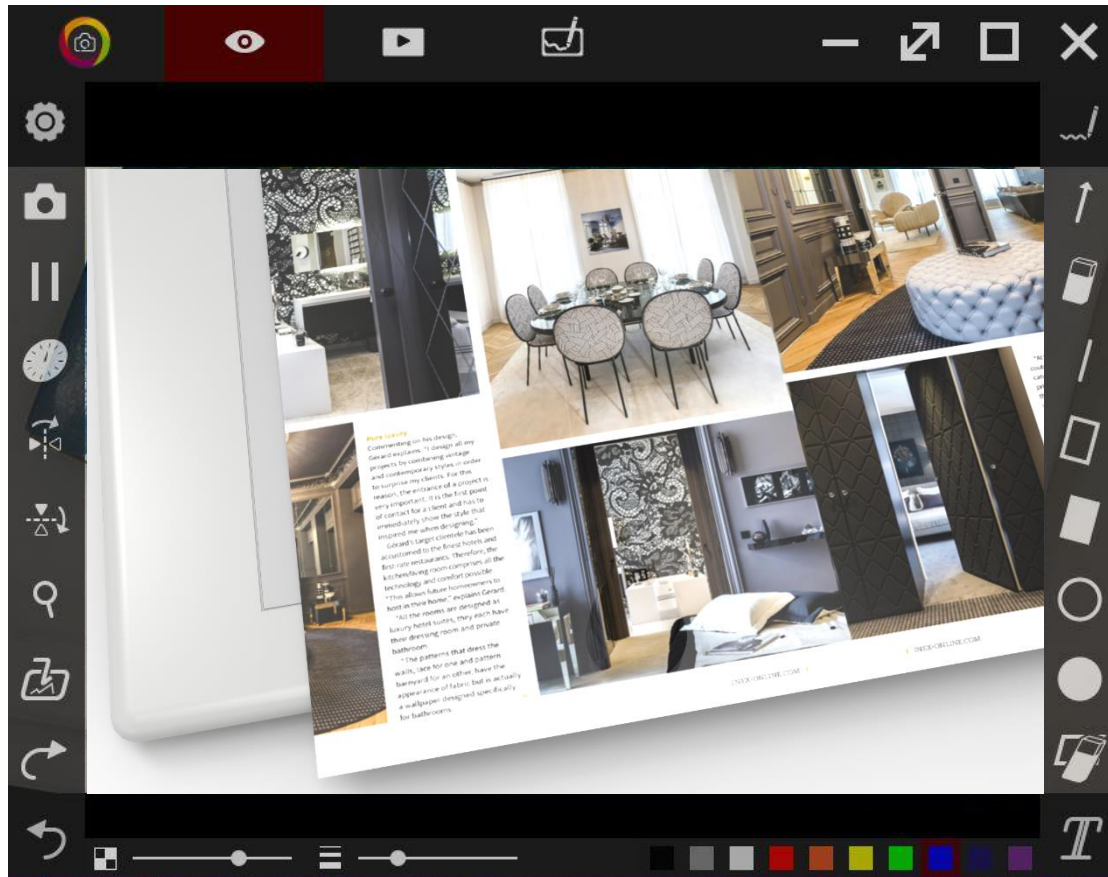 Pure luxury
Commenting on his design,
Gérard explains: "I design all my
projects by combining vintage
and contemporary styles in order
to surprise my clients. For this
reason, the entrance of a project is
very important. It is the first point
of contact for a client and has to
immediately show the style that
inspired me when designing."
Gérard's target clientele has been
accustomed to the finest hotels and
first rate restaurants. Therefore, the
kitchen/living room comprises all the
technology and comfort possible.
"This allows future homeowners to
host in their home," explains Gérard.
"All the rooms are designed as
luxury hotel suites, they each have
their dressing room and private
bathroom.
"The patterns that dress the
walls, lace for one and pattern
barnyard for an other, have the
appearance of fabric but is actually
a wallpaper designed specifically
for bathrooms.
INEX-ONLINE.COM
INEX-ONLINE.COM
T